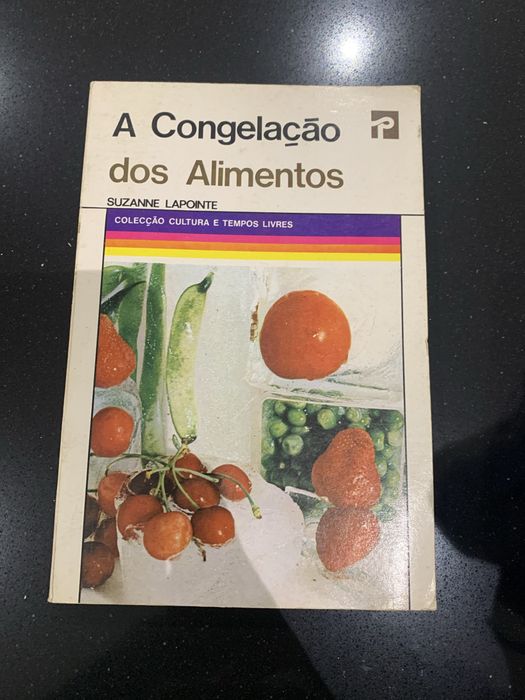 A Congelação
dos Alimentos
SUZANNE LAPOINTE
COLECÇÃO CULTURA E TEMPOS LIVRES